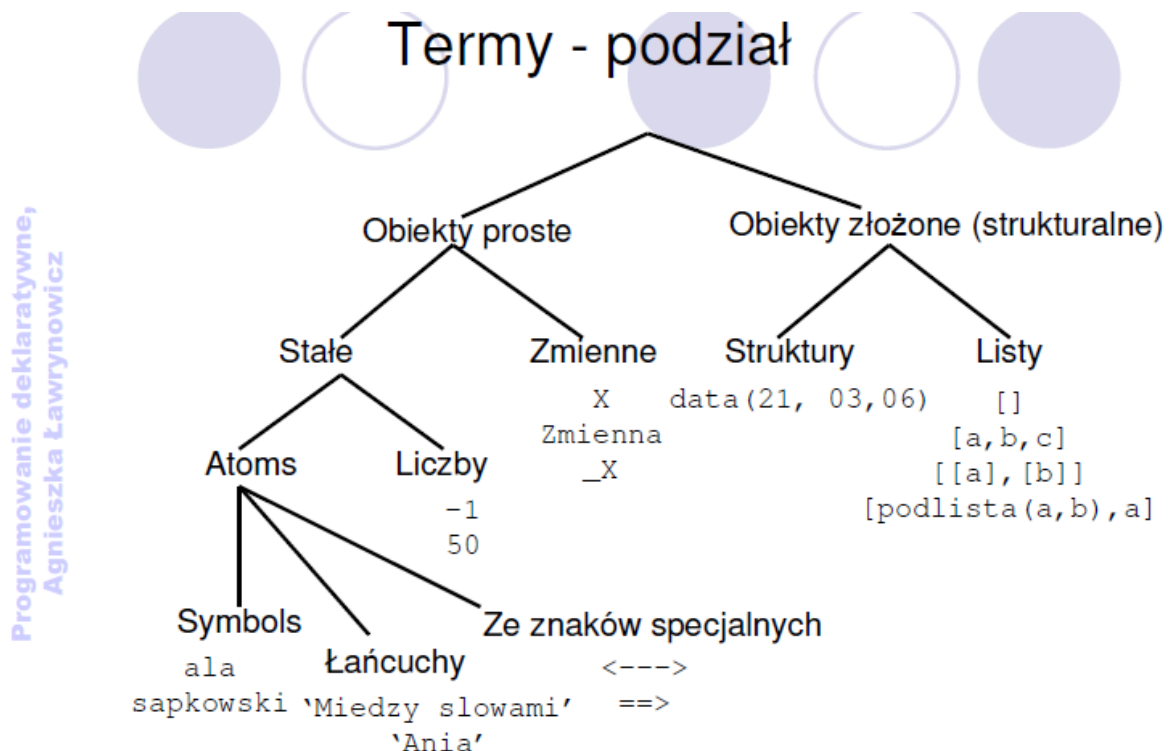 Termy - podział
Programowanie deklaratywne,
Agnieszka Ławrynowicz
Obiekty proste
Obiekty złożone (strukturalne)
Stałe
Zmienne
Struktury
Listy
X
Zmienna
_X
data(21, 03,06)
[]
[a,b,c]
[[a],[b]]
[podlista(a,b),a]
Atoms
Liczby
-1
50
Symbols
ala
sapkowski
Łańcuchy
‘Miedzy slowami’
‘Ania’
Ze znaków specjalnych
<--->
==>